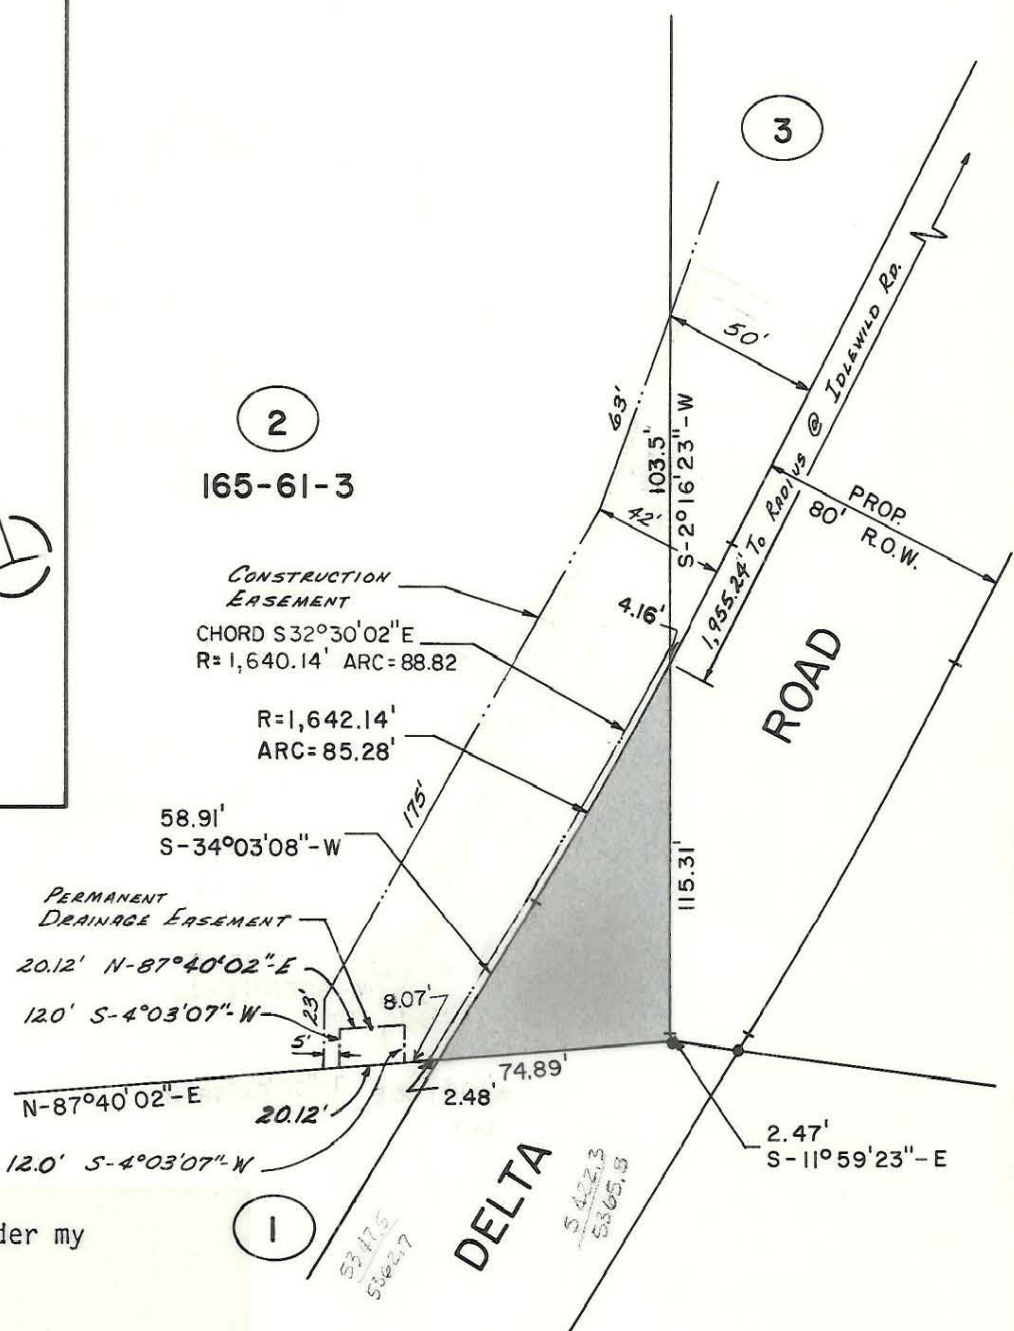 3
50'
63'
2
165-61-3
103.5'
S-2°16'23"-W
1,955.24' To RADIUS @ IDLEWILD RD.
42'
PROP.
80'
R.O.W.
CONSTRUCTION
EASEMENT
4.16'
CHORD S32°30'02"E
R=1,640.14' ARC=88.82
ROAD
R=1,642.14'
ARC=85.28'
175'
58.91'
S-34°03'08"-W
115.31'
PERMANENT
DRAINAGE EASEMENT
20.12' N-87°40'02"-E
8.07'
23'
12.0' S-4°03'07"-W
5'
74.89'
N-87°40'02"-E
20.12'
2.48'
2.47'
S-11°59'23"-E
12.0' S-4°03'07"-W
DELTA
der my
1
5362.7
5365.8